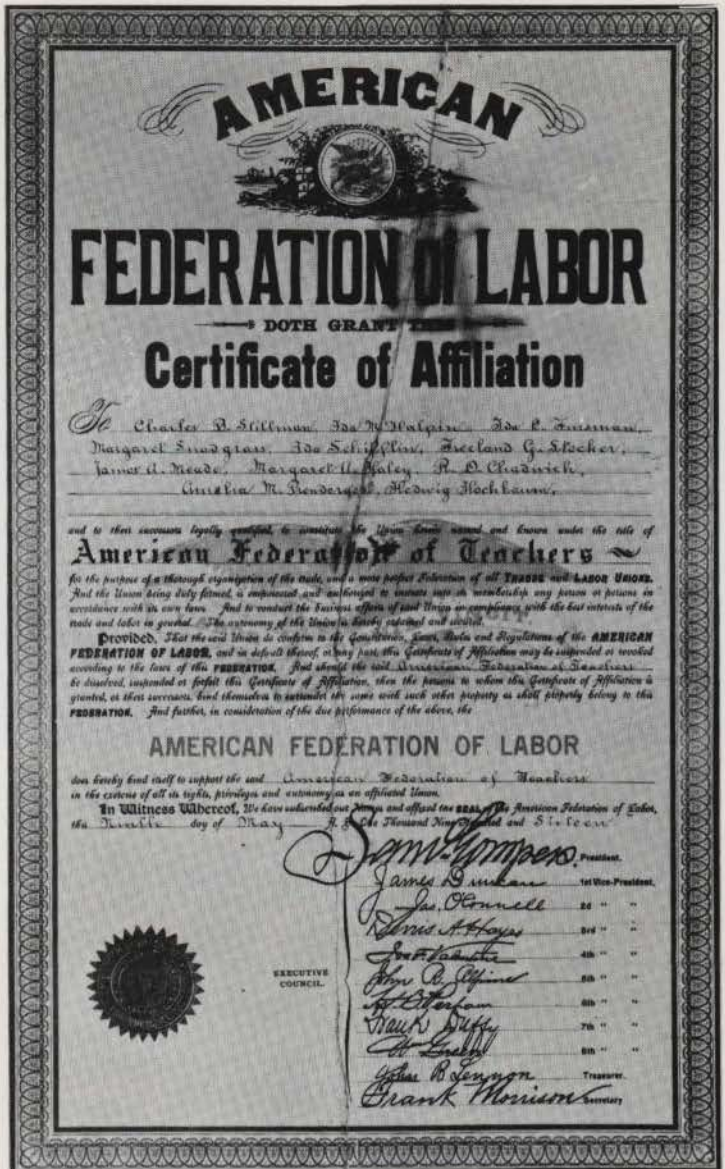 AMERICAN
FEDERATION of LABOR
DOTH GRANT THIS
Certificate of Affiliation
To Charles B. Stillman, Ida M. Fursman,
Margaret Snodgrass, Freeland G. Stecher,
James A. Meade, Margaret A. Haley,
Amelia M. Hedwig Hochbaum,
and to their successors legally qualified, to constitute the Union herein named and known under the title of
American Federation of Teachers
for the purpose of a thorough organization of the trade, and a more perfect Federation of all TRADES and LABOR UNIONS.
And the Union being duly formed, is empowered and authorized to initiate into its membership any person or persons in
accordance with its own laws. And to conduct the business affairs of said Union in compliance with the best interests of the
trade and labor in general. The autonomy of the Union is hereby ordained and secured.
Provided, That the said Union do conform to the Constitution, Laws, Rules and Regulations of the AMERICAN
FEDERATION OF LABOR, and in default thereof, or any part, this Certificate of Affiliation may be suspended or revoked
according to the laws of this FEDERATION. And should the said American Federation of Teachers
be dissolved, suspended or forfeit this Certificate of Affiliation, then the persons to whom this Certificate of Affiliation is
granted, or their successors, bind themselves to surrender the same with such other property as shall properly belong to this
FEDERATION. And further, in consideration of the due performance of the above, the
AMERICAN FEDERATION OF LABOR
does hereby bind itself to support the said American Federation of Teachers
in the exercise of all its rights, privileges and autonomy as an affiliated Union.
In Witness Whereof, We have subscribed our Names and affixed the SEAL of the American Federation of Labor,
this Ninth day of May A. D. One Thousand Nine Hundred and Sixteen
Saml Gompers. President.
James Duncan 1st Vice-President.
Jas. O'Connell 2d " "
Denis A. Hayes 3rd " "
Jos. F. Valentine 4th " "
EXECUTIVE
COUNCIL.
John R. Alpine 5th " "
6th " "
Frank Duffy 7th " "
Wm Green 8th " "
John B Lennon Treasurer.
Frank Morrison Secretary